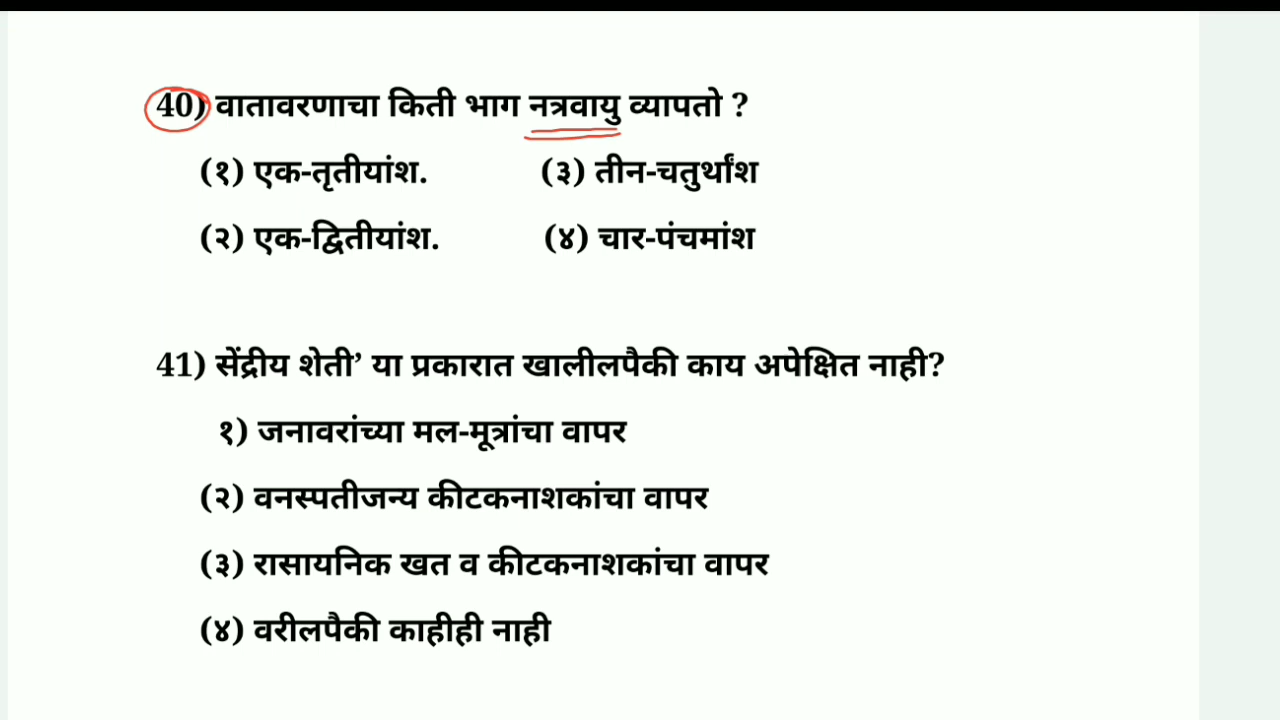 40) वातावरणाचा किती भाग नत्रवायु व्यापतो ?
(१) एक-तृतीयांश. (३) तीन-चतुर्थांश
(२) एक-द्वितीयांश. (४) चार-पंचमांश
41) सेंद्रीय शेती’ या प्रकारात खालीलपैकी काय अपेक्षित नाही?
१) जनावरांच्या मल-मूत्रांचा वापर
(२) वनस्पतीजन्य कीटकनाशकांचा वापर
(३) रासायनिक खत व कीटकनाशकांचा वापर
(४) वरीलपैकी काहीही नाही